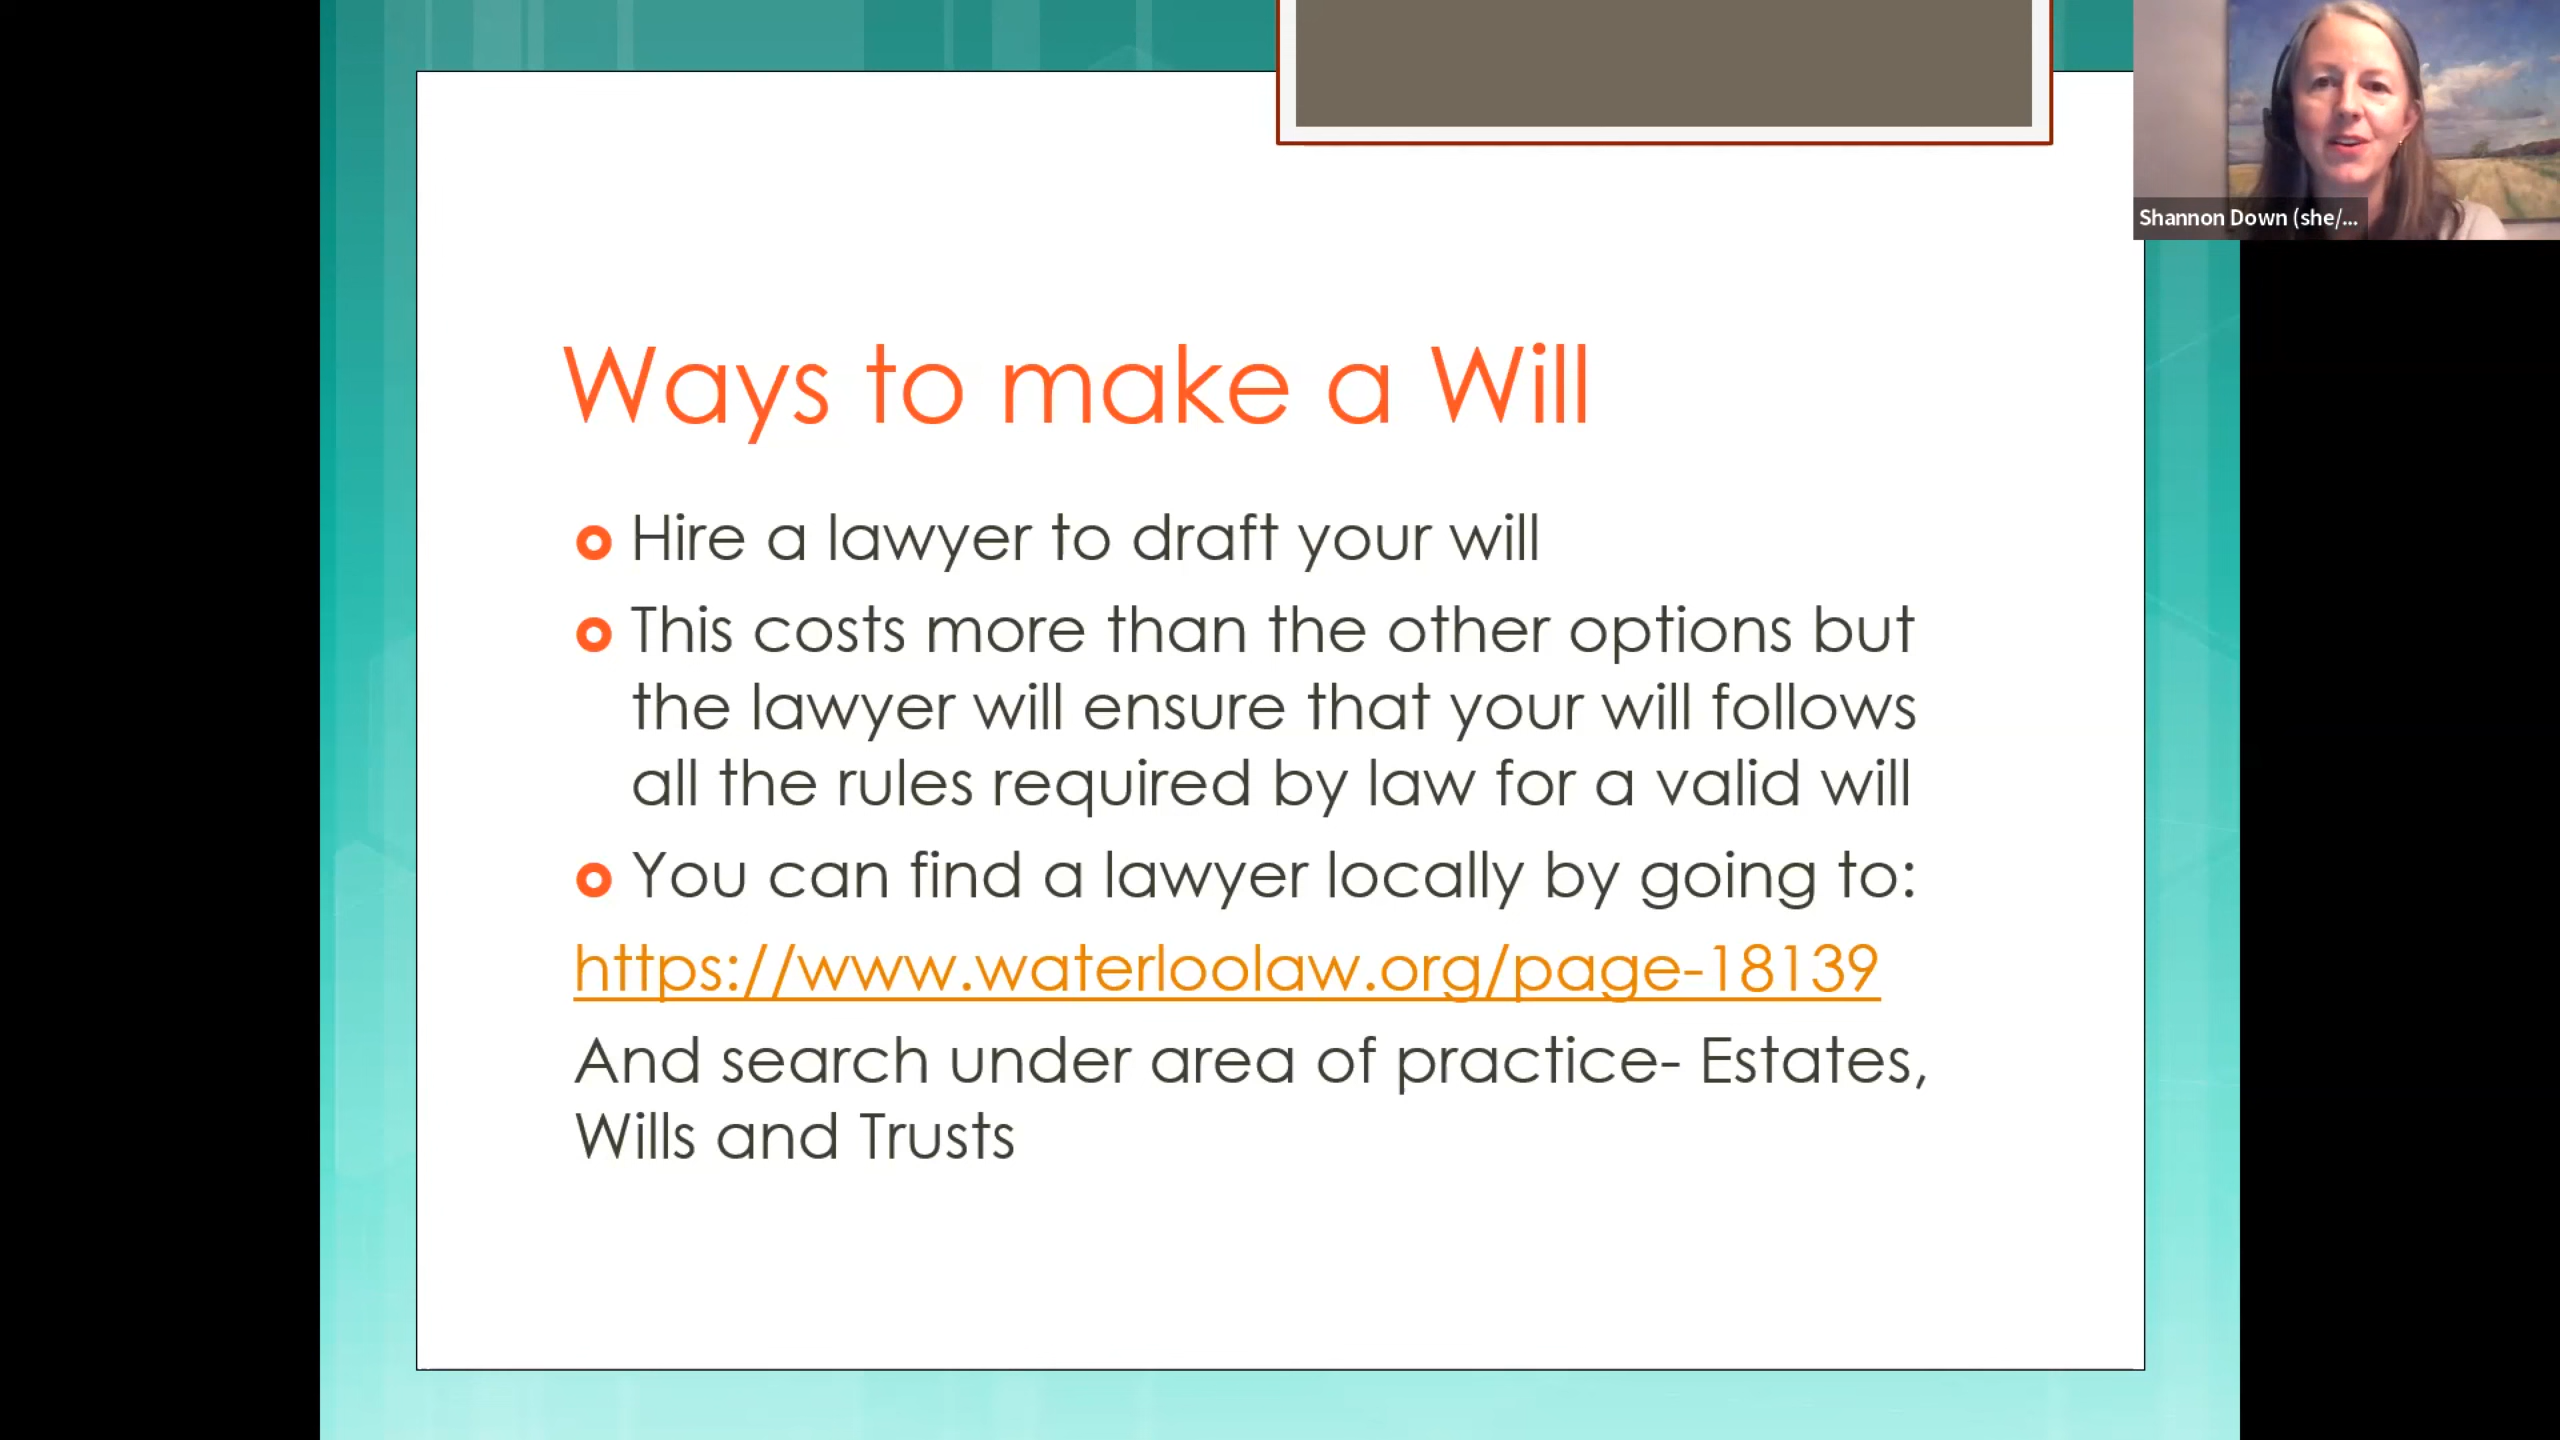 Shannon Down (she/...
Ways to make a Will
Hire a lawyer to draft your will
This costs more than the other options but
the lawyer will ensure that your will follows
all the rules required by law for a valid will
You can find a lawyer locally by going to:
https://www.waterloolaw.org/page-18139
And search under area of practice- Estates,
Wills and Trusts